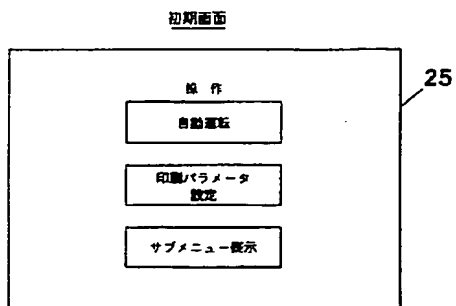 初期画面
25
操 作
自動運転
印刷パラメータ
設定
サブメニュー表示